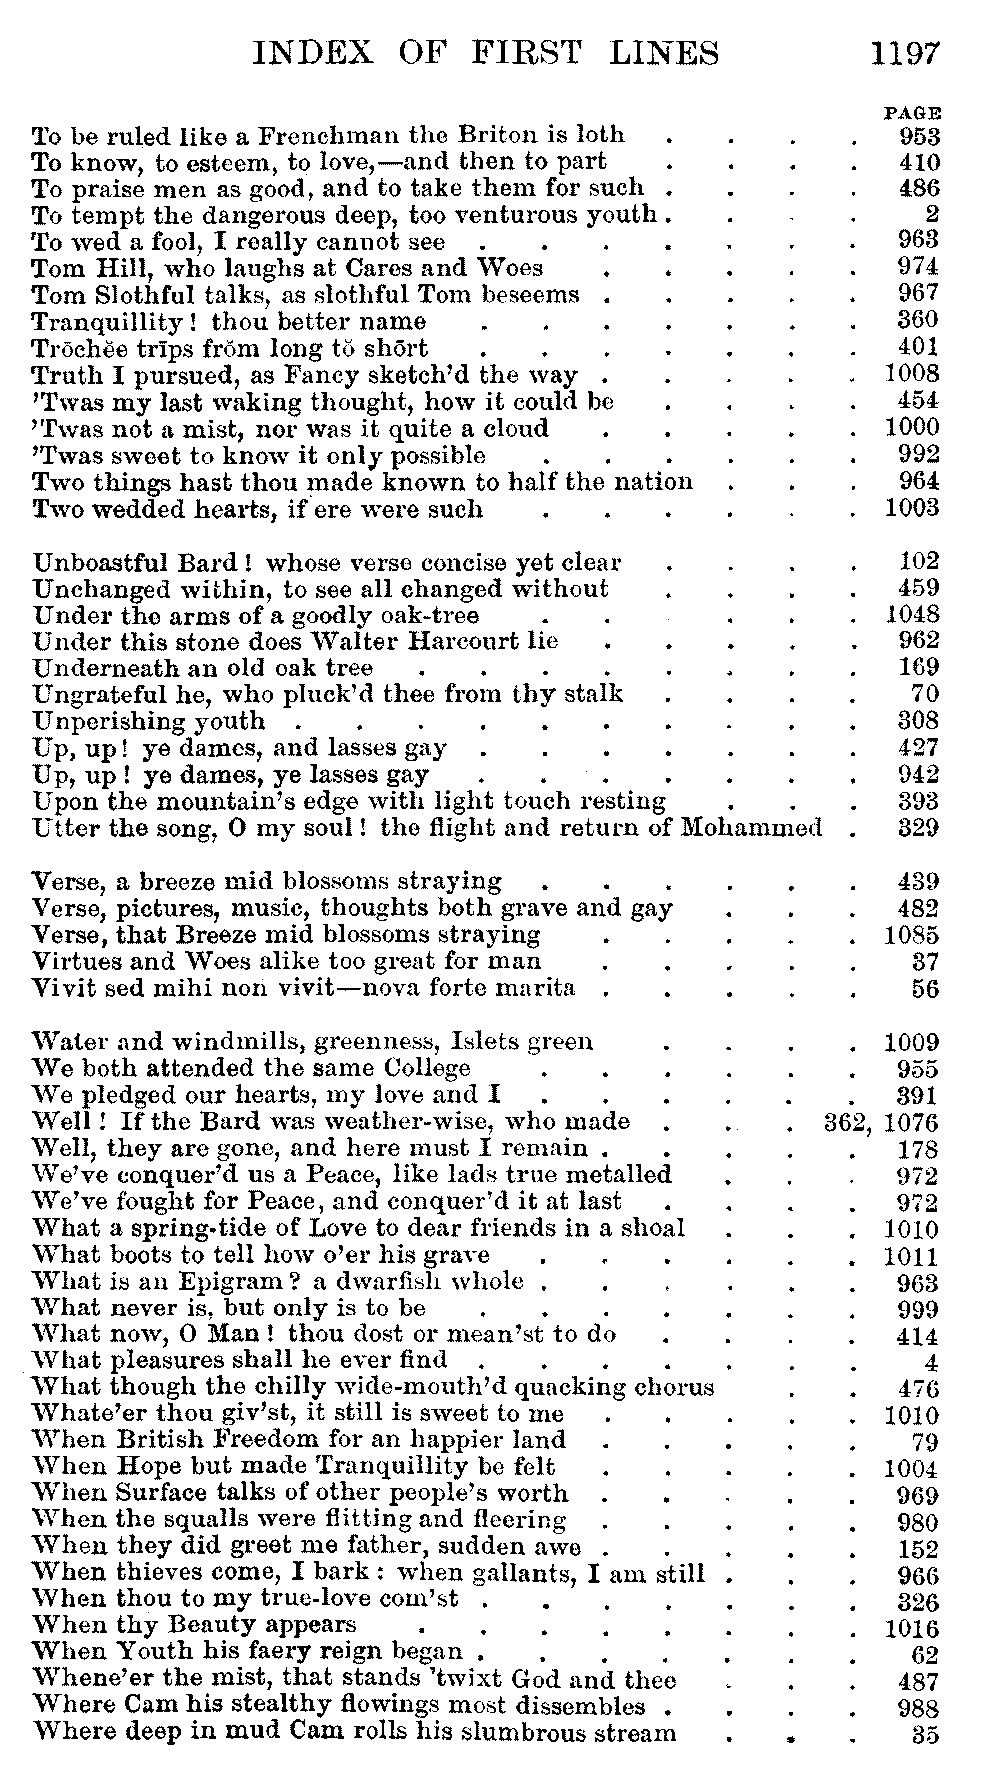 INDEX OF FIRST LINES 1197
PAGE
To be ruled like a Frenchman the Briton is loth . . . . 953
To know, to esteem, to love,—and then to part . . . . 410
To praise men as good, and to take them for such . . . . 486
To tempt the dangerous deep, too venturous youth . . . . 2
To wed a fool, I really cannot see . . . . . . . 963
Tom Hill, who laughs at Cares and Woes . . . . . 974
Tom Slothful talks, as slothful Tom beseems . . . . . 967
Tranquillity! thou better name . . . . . . . 360
Trōchĕe trīps frŏm long tŏ shōrt . . . . . . . 401
Truth I pursued, as Fancy sketch'd the way . . . . . 1008
'Twas my last waking thought, how it could be . . . . 454
'Twas not a mist, nor was it quite a cloud . . . . . 1000
'Twas sweet to know it only possible . . . . . . 992
Two things hast thou made known to half the nation . . . 964
Two wedded hearts, if ere were such . . . . . . 1003
Unboastful Bard! whose verse concise yet clear . . . . 102
Unchanged within, to see all changed without . . . . 459
Under the arms of a goodly oak-tree . . . . . . 1048
Under this stone does Walter Harcourt lie . . . . . 962
Underneath an old oak tree . . . . . . . . 169
Ungrateful he, who pluck'd thee from thy stalk . . . . 70
Unperishing youth . . . . . . . . . . 308
Up, up! ye dames, and lasses gay . . . . . . . 427
Up, up! ye dames, ye lasses gay . . . . . . . 942
Upon the mountain's edge with light touch resting . . . 393
Utter the song, O my soul! the flight and return of Mohammed . 329
Verse, a breeze mid blossoms straying . . . . . . 439
Verse, pictures, music, thoughts both grave and gay . . . 482
Verse, that Breeze mid blossoms straying . . . . . 1085
Virtues and Woes alike too great for man . . . . . 37
Vivit sed mihi non vivit—nova forte marita . . . . . 56
Water and windmills, greenness, Islets green . . . . 1009
We both attended the same College . . . . . . 955
We pledged our hearts, my love and I . . . . . . 391
Well! If the Bard was weather-wise, who made . . . 362, 1076
Well, they are gone, and here must I remain . . . . . 178
We've conquer'd us a Peace, like lads true metalled . . . 972
We've fought for Peace, and conquer'd it at last . . . . 972
What a spring-tide of Love to dear friends in a shoal . . . 1010
What boots to tell how o'er his grave . . . . . . 1011
What is an Epigram? a dwarfish whole . . . . . . 963
What never is, but only is to be . . . . . . . 999
What now, O Man! thou dost or mean'st to do . . . . 414
What pleasures shall he ever find . . . . . . . 4
What though the chilly wide-mouth'd quacking chorus . . 476
Whate'er thou giv'st, it still is sweet to me . . . . . 1010
When British Freedom for an happier land . . . . . 79
When Hope but made Tranquillity be felt . . . . . 1004
When Surface talks of other people's worth . . . . . 969
When the squalls were flitting and fleering . . . . . 980
When they did greet me father, sudden awe . . . . . 152
When thieves come, I bark: when gallants, I am still . . . 966
When thou to my true-love com'st . . . . . . . 326
When thy Beauty appears . . . . . . . . 1016
When Youth his faery reign began . . . . . . . 62
Whene'er the mist, that stands 'twixt God and thee . . . 487
Where Cam his stealthy flowings most dissembles . . . . 988
Where deep in mud Cam rolls his slumbrous stream . . . 35